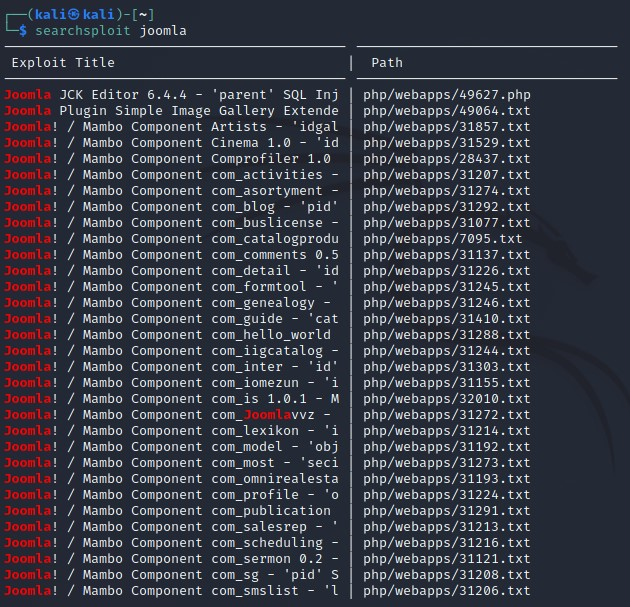 ┌──(kali㉿kali)-[~]
└─$ searchsploit joomla
Exploit Title | Path
Joomla JCK Editor 6.4.4 - 'parent' SQL Inj | php/webapps/49627.php
Joomla Plugin Simple Image Gallery Extende | php/webapps/49064.txt
Joomla! / Mambo Component Artists - 'idgal | php/webapps/31857.txt
Joomla! / Mambo Component Cinema 1.0 - 'id | php/webapps/31529.txt
Joomla! / Mambo Component Comprofiler 1.0 | php/webapps/28437.txt
Joomla! / Mambo Component com_activities - | php/webapps/31207.txt
Joomla! / Mambo Component com_asortyment - | php/webapps/31274.txt
Joomla! / Mambo Component com_blog - 'pid' | php/webapps/31292.txt
Joomla! / Mambo Component com_buslicense - | php/webapps/31077.txt
Joomla! / Mambo Component com_catalogprodu | php/webapps/7095.txt
Joomla! / Mambo Component com_comments 0.5 | php/webapps/31137.txt
Joomla! / Mambo Component com_detail - 'id | php/webapps/31226.txt
Joomla! / Mambo Component com_formtool - ' | php/webapps/31245.txt
Joomla! / Mambo Component com_genealogy - | php/webapps/31246.txt
Joomla! / Mambo Component com_guide - 'cat | php/webapps/31410.txt
Joomla! / Mambo Component com_hello_world | php/webapps/31288.txt
Joomla! / Mambo Component com_iigcatalog - | php/webapps/31244.txt
Joomla! / Mambo Component com_inter - 'id' | php/webapps/31303.txt
Joomla! / Mambo Component com_iomezun - 'i | php/webapps/31155.txt
Joomla! / Mambo Component com_is 1.0.1 - M | php/webapps/32010.txt
Joomla! / Mambo Component com_Joomlavvz - | php/webapps/31272.txt
Joomla! / Mambo Component com_lexikon - 'i | php/webapps/31214.txt
Joomla! / Mambo Component com_model - 'obj | php/webapps/31192.txt
Joomla! / Mambo Component com_most - 'seci | php/webapps/31273.txt
Joomla! / Mambo Component com_omnirealesta | php/webapps/31193.txt
Joomla! / Mambo Component com_profile - 'o | php/webapps/31224.txt
Joomla! / Mambo Component com_publication | php/webapps/31291.txt
Joomla! / Mambo Component com_salesrep - ' | php/webapps/31213.txt
Joomla! / Mambo Component com_scheduling - | php/webapps/31216.txt
Joomla! / Mambo Component com_sermon 0.2 - | php/webapps/31121.txt
Joomla! / Mambo Component com_sg - 'pid' S | php/webapps/31208.txt
Joomla! / Mambo Component com_smslist - 'l | php/webapps/31206.txt